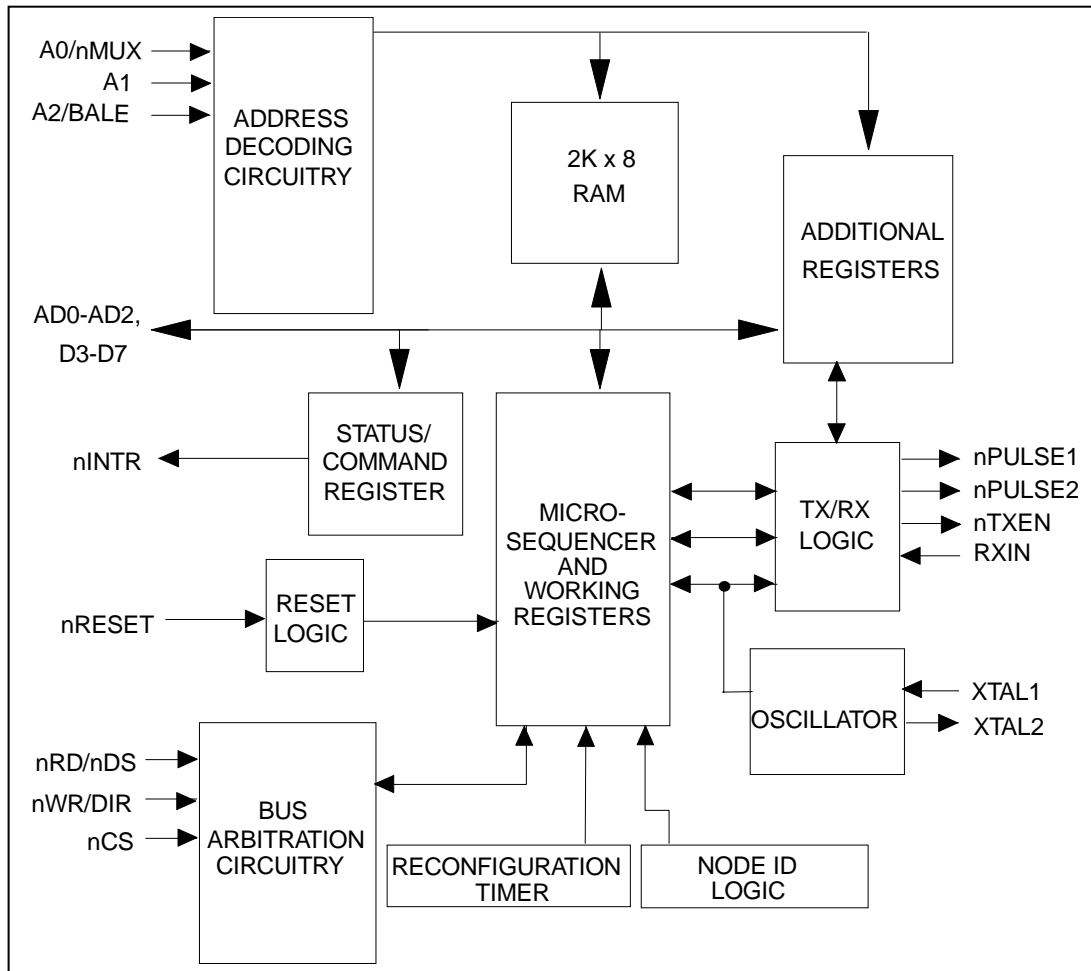 A0/nMUX
A1
A2/BALE
ADDRESS
DECODING
CIRCUITRY
2K x 8
RAM
ADDITIONAL
REGISTERS
AD0-AD2,
D3-D7
nINTR
STATUS/
COMMAND
REGISTER
MICRO-
SEQUENCER
AND
WORKING
REGISTERS
TX/RX
LOGIC
nPULSE1
nPULSE2
nTXEN
RXIN
nRESET
RESET
LOGIC
OSCILLATOR
XTAL1
XTAL2
nRD/nDS
nWR/DIR
nCS
BUS
ARBITRATION
CIRCUITRY
RECONFIGURATION
TIMER
NODE ID
LOGIC